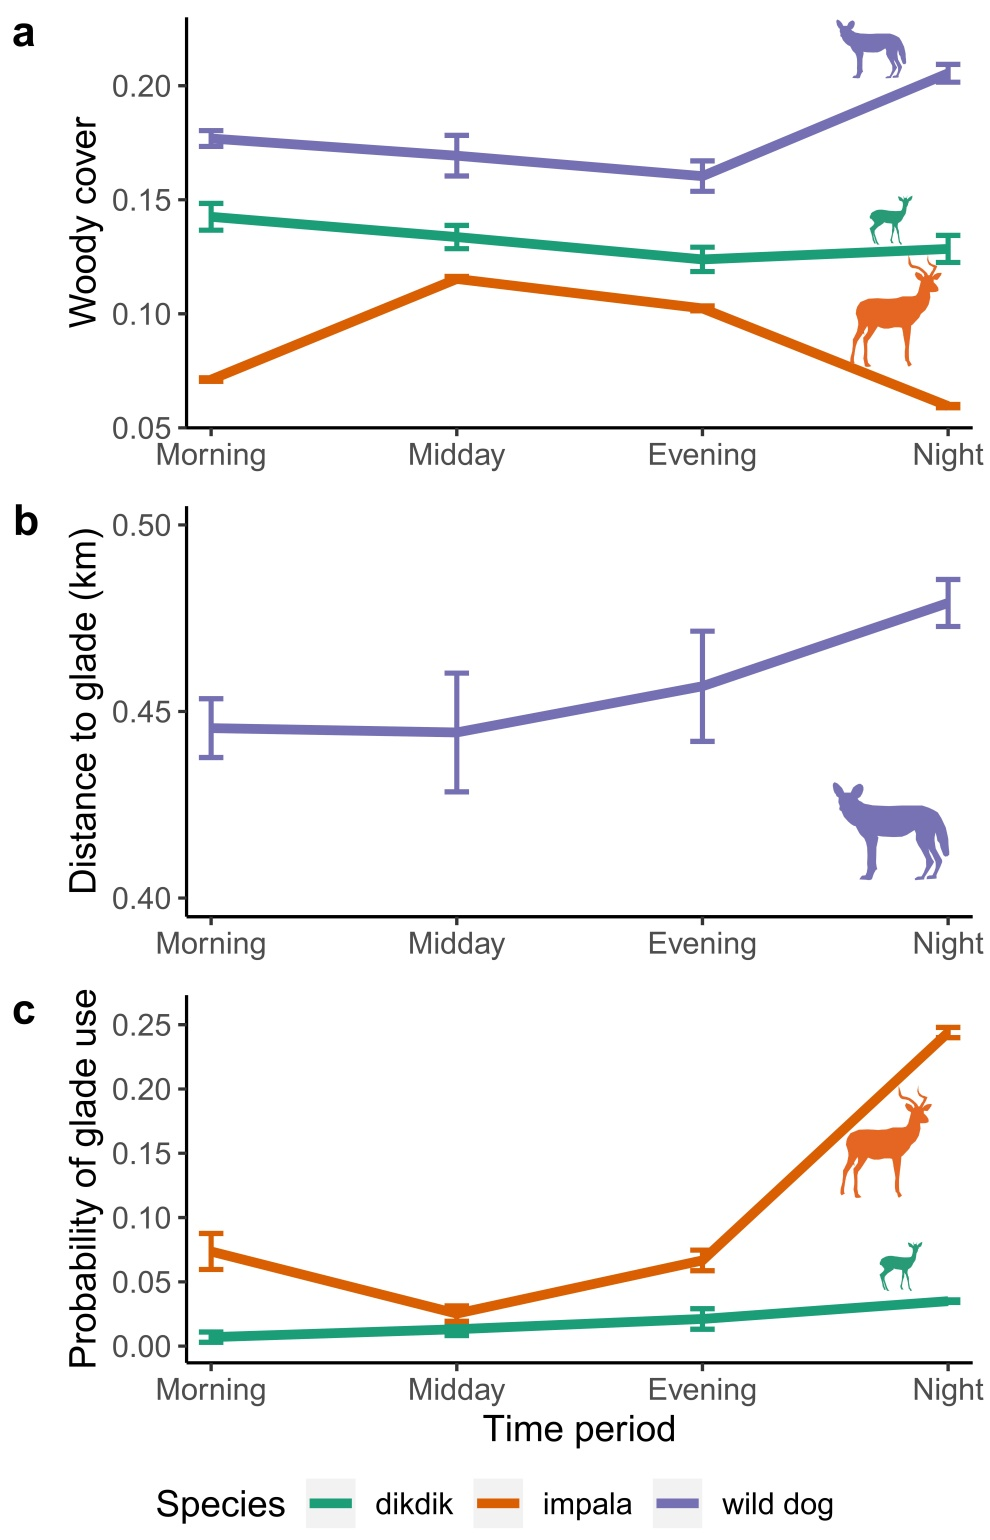 a
Woody cover
0.20
0.15
0.10
0.05
Morning Midday Evening Night
b
Distance to glade (km)
0.50
0.45
0.40
Morning Midday Evening Night
c
Probability of glade use
0.25
0.20
0.15
0.10
0.05
0.00
Morning Midday Evening Night
Time period
Species dikdik impala wild dog